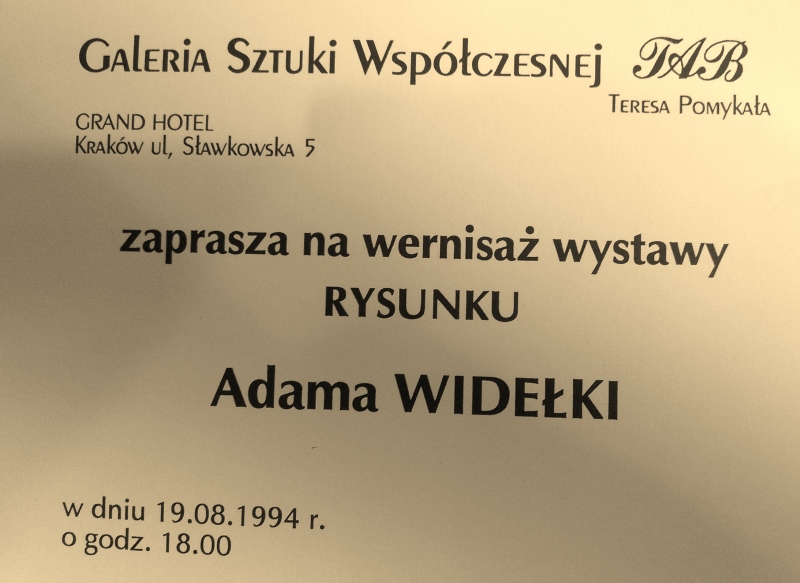 Galeria Sztuki Współczesnej TAB
Teresa Pomykała
GRAND HOTEL
Kraków ul, Sławkowska 5
zaprasza na wernisaż wystawy
RYSUNKU
Adama WIDEŁKI
w dniu 19.08.1994 r.
o godz. 18.00